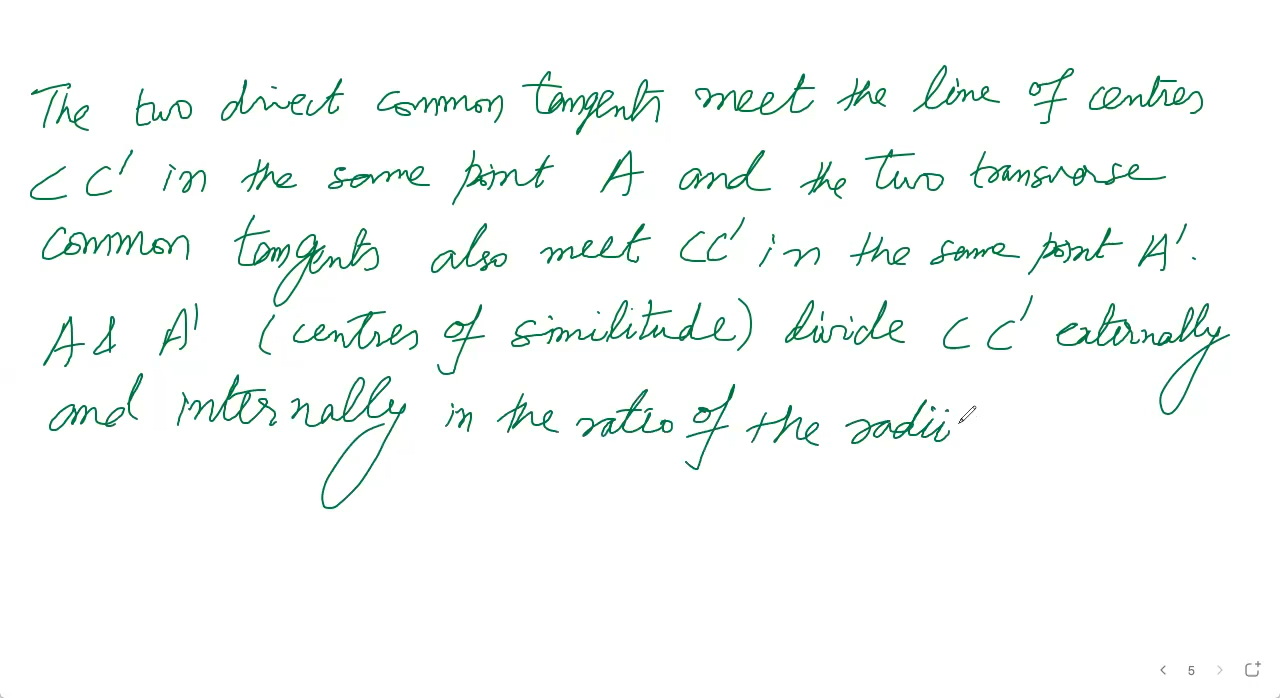 The two direct common tangents meet the line of centres
CC' in the same point A and the two transverse
common tangents also meet CC' in the same point A'.
A & A' (centres of similitude) divide CC' externally
and internally in the ratio of the radii
5